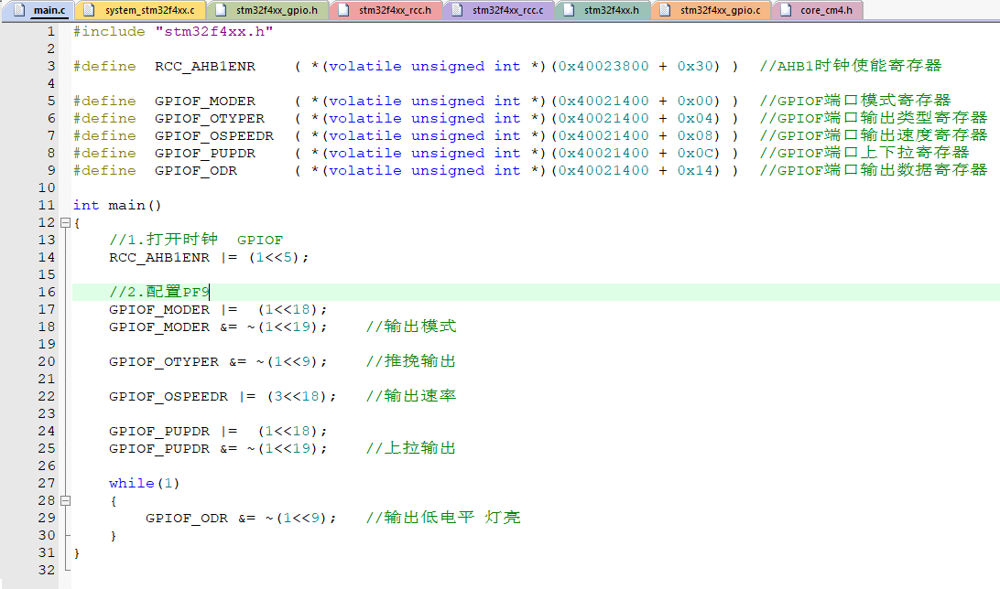 main.c system_stm32f4xx.c stm32f4xx_gpio.h stm32f4xx_rcc.h stm32f4xx_rcc.c stm32f4xx.h stm32f4xx_gpio.c core_cm4.h
1 #include "stm32f4xx.h"
2
3 #define RCC_AHB1ENR ( *(volatile unsigned int *)(0x40023800 + 0x30) ) //AHB1时钟使能寄存器
4
5 #define GPIOF_MODER ( *(volatile unsigned int *)(0x40021400 + 0x00) ) //GPIOF端口模式寄存器
6 #define GPIOF_OTYPER ( *(volatile unsigned int *)(0x40021400 + 0x04) ) //GPIOF端口输出类型寄存器
7 #define GPIOF_OSPEEDR ( *(volatile unsigned int *)(0x40021400 + 0x08) ) //GPIOF端口输出速度寄存器
8 #define GPIOF_PUPDR ( *(volatile unsigned int *)(0x40021400 + 0x0C) ) //GPIOF端口上下拉寄存器
9 #define GPIOF_ODR ( *(volatile unsigned int *)(0x40021400 + 0x14) ) //GPIOF端口输出数据寄存器
10
11 int main()
12 {
13 //1.打开时钟 GPIOF
14 RCC_AHB1ENR |= (1<<5);
15
16 //2.配置PF9
17 GPIOF_MODER |= (1<<18);
18 GPIOF_MODER &= ~(1<<19); //输出模式
19
20 GPIOF_OTYPER &= ~(1<<9); //推挽输出
21
22 GPIOF_OSPEEDR |= (3<<18); //输出速率
23
24 GPIOF_PUPDR |= (1<<18);
25 GPIOF_PUPDR &= ~(1<<19); //上拉输出
26
27 while(1)
28 {
29 GPIOF_ODR &= ~(1<<9); //输出低电平 灯亮
30 }
31 }
32